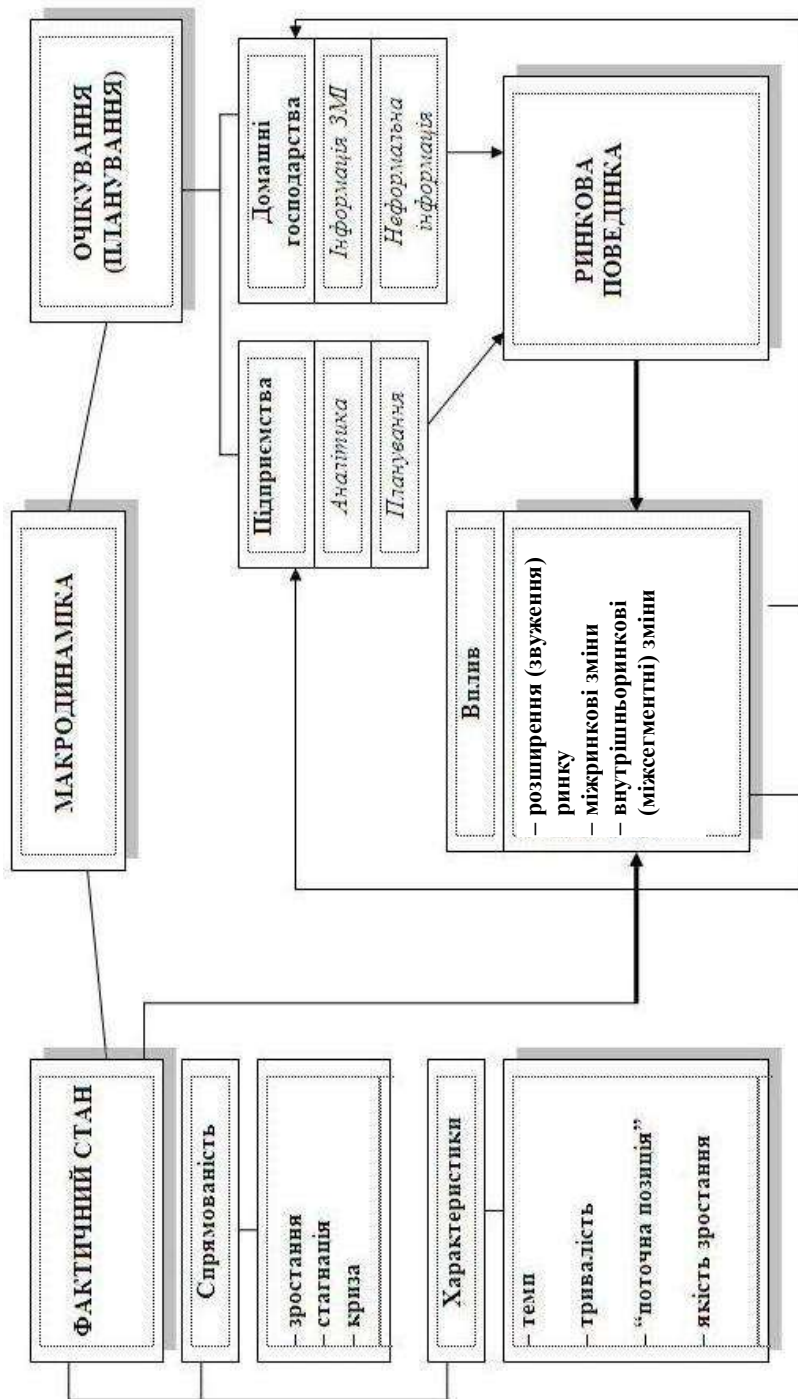 МАКРОДИНАМІКА
ФАКТИЧНИЙ СТАН
Спрямованість
– зростання
– стагнація
– криза
Характеристики
– темп
– тривалість
– “поточна позиція”
– якість зростання
Вплив
– розширення (звуження)
ринку
– міжринкові зміни
– внутрішньоринкові
(міжсегментні) зміни
ОЧІКУВАННЯ
(ПЛАНУВАННЯ)
Підприємства
Аналітика
Планування
Домашні
господарства
Інформація ЗМІ
Неформальна
інформація
РИНКОВА
ПОВЕДІНКА